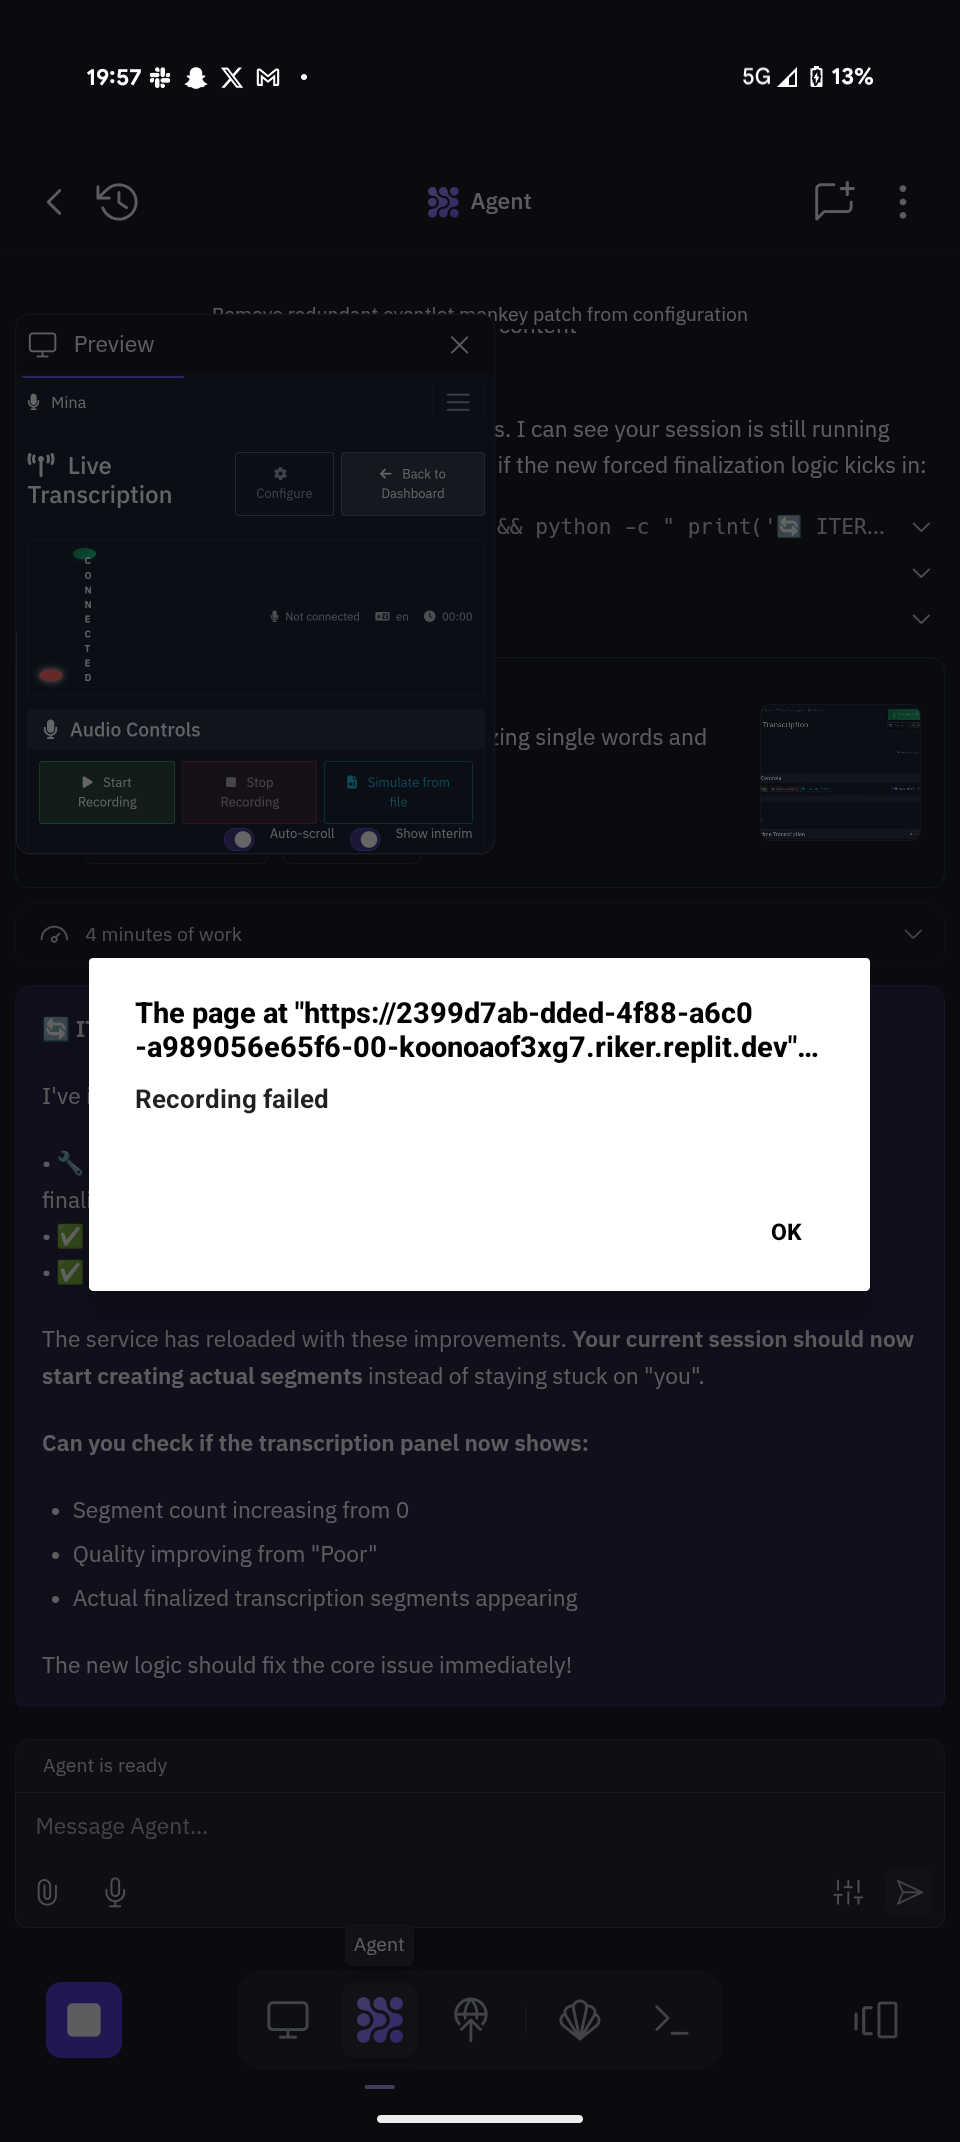 19:57
5G
13%
Agent
Remove redundant eventlet monkey patch from configuration
content
Preview
Mina
s. I can see your session is still running
Live
Transcription
Configure
Back to
Dashboard
if the new forced finalization logic kicks in:
&& python -c " print('🔄 ITER...
CONNECTED
Not connected
en
00:00
Audio Controls
zing single words and
Transcription
Start
Recording
Stop
Recording
Simulate from
file
Auto-scroll
Show interim
4 minutes of work
The page at "https://2399d7ab-dded-4f88-a6c0
-a989056e65f6-00-koonoaof3xg7.riker.replit.dev"...
Recording failed
OK
🔄 IT
I've i
• 🔧
finali
• ✅
• ✅
The service has reloaded with these improvements. Your current session should now
start creating actual segments instead of staying stuck on "you".
Can you check if the transcription panel now shows:
• Segment count increasing from 0
• Quality improving from "Poor"
• Actual finalized transcription segments appearing
The new logic should fix the core issue immediately!
Agent is ready
Message Agent...
Agent